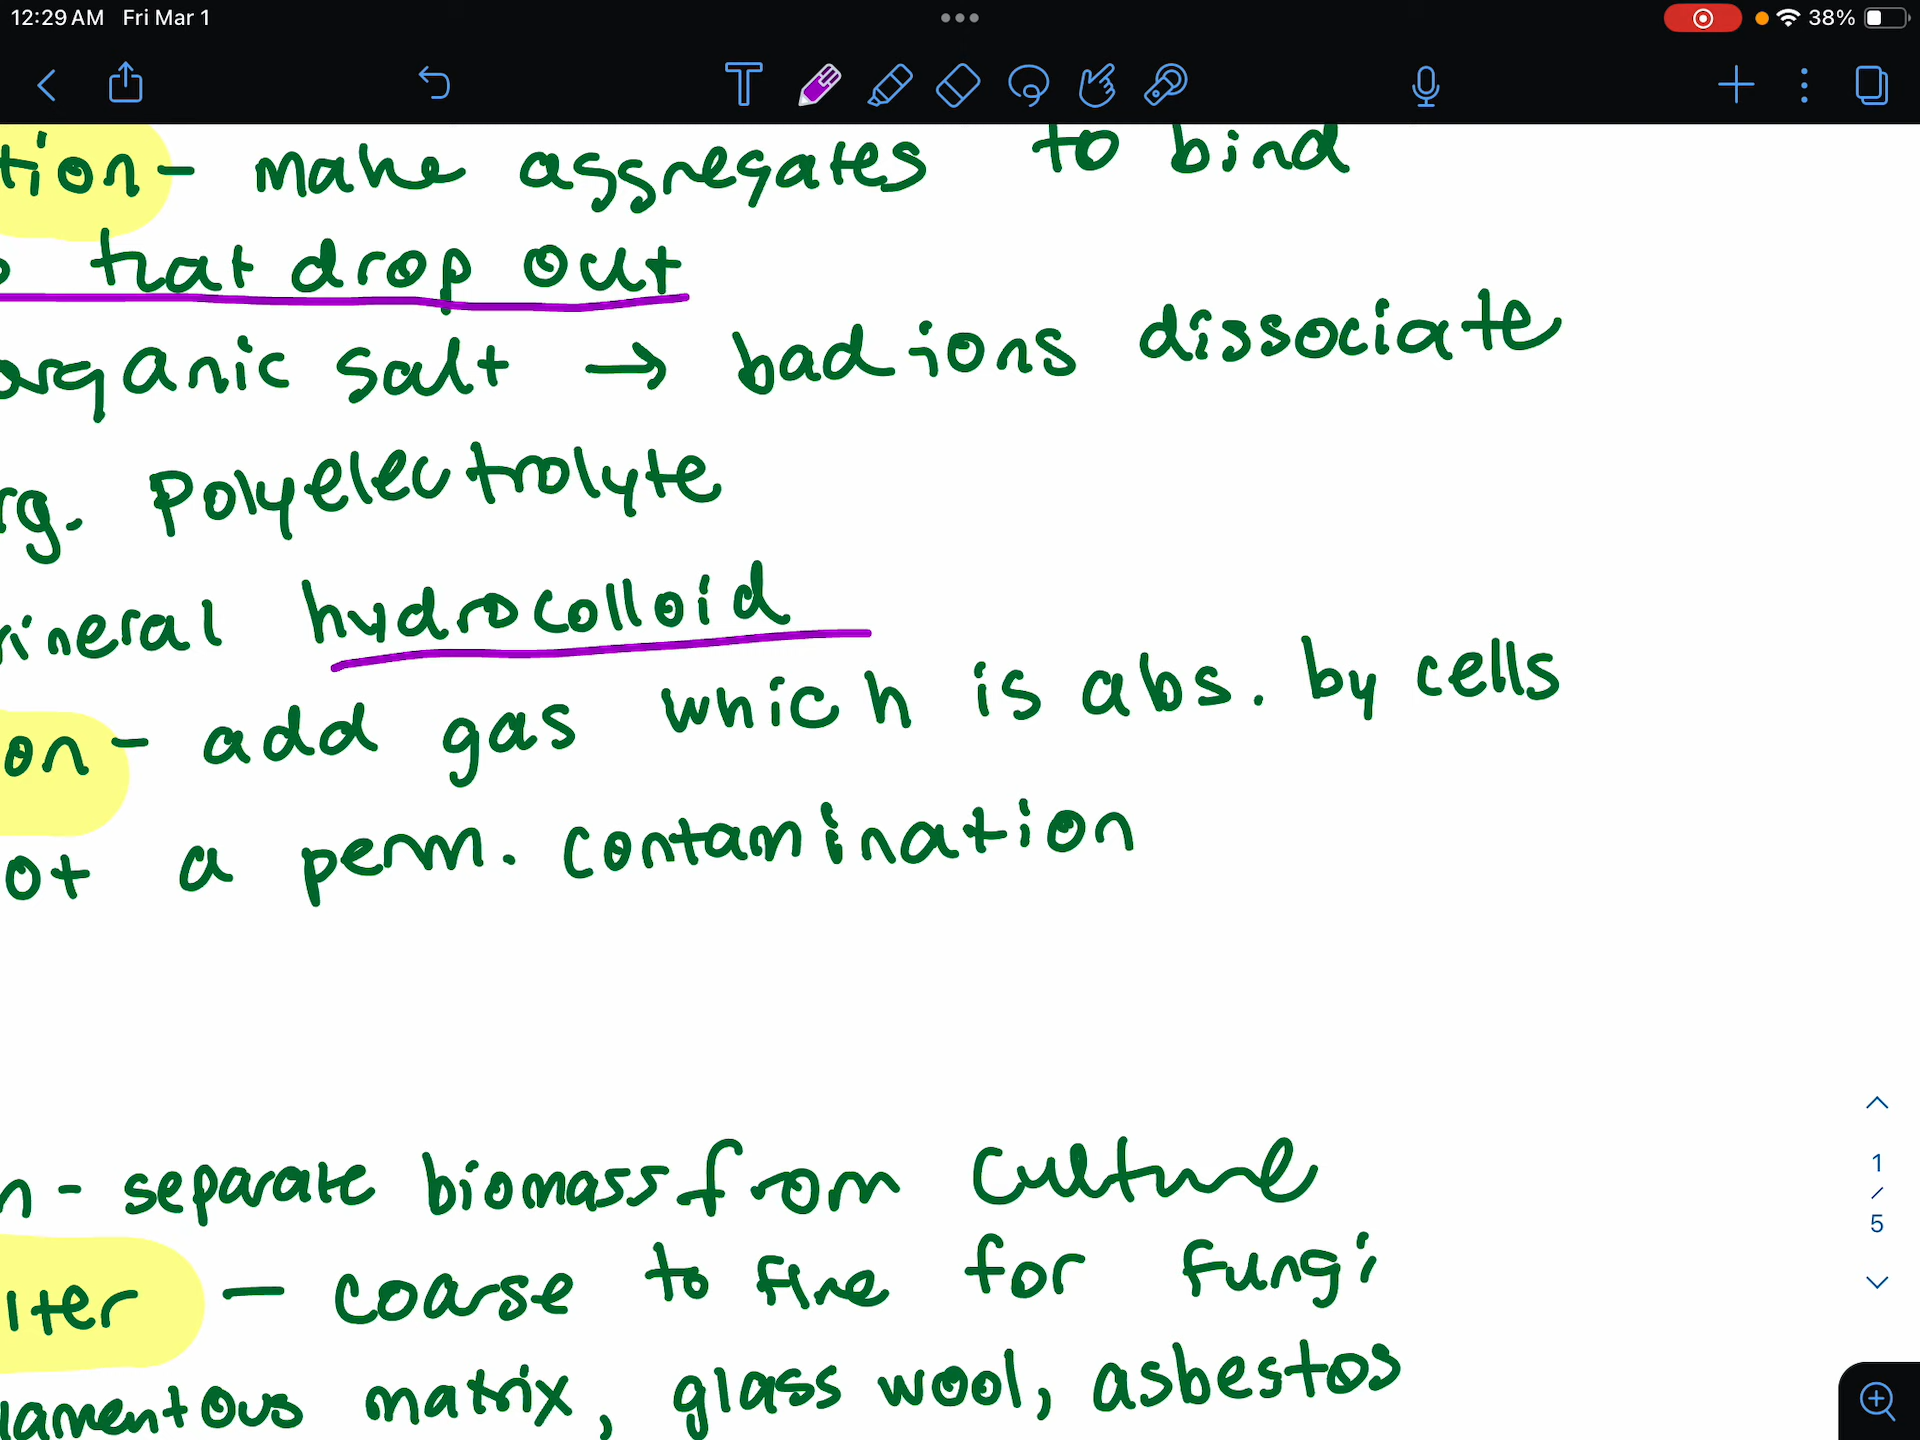 12:29 AM Fri Mar 1
38%
T
tion - make aggregates to bind
that drop out
organic salt → bad ions dissociate
rg. Polyelectrolyte
ineral hydrocolloid
on - add gas which is abs. by cells
ot a perm. contamination
n - separate biomass from culture
lter - coarse to fine for fungi
lamentous matrix, glass wool, asbestos
1
/
5